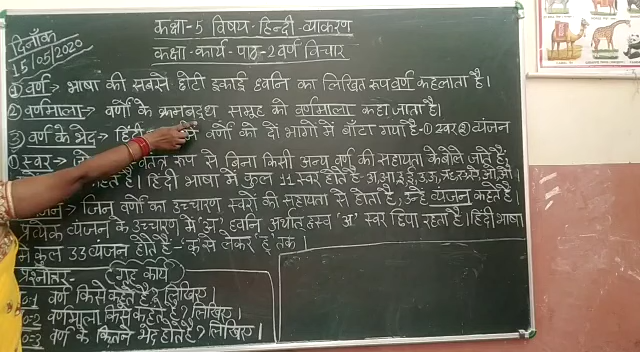 कक्षा-5 विषय-हिन्दी-व्याकरण
दिनाँक
15/05/2020
कक्षा-कार्य-पाठ-2 वर्ण विचार
① वर्ण → भाषा की सबसे छोटी इकाई ध्वनि का लिखित रूप वर्ण कहलाता है।
② वर्णमाला → वर्णों के क्रमबद्ध समूह को वर्णमाला कहा जाता है।
③ वर्ण के भेद → हिंदी वर्णों को दो भागों में बाँटा गया है-① स्वर ② व्यंजन
① स्वर → रूप से बिना किसी अन्य वर्ण की सहायता के बोले जाते हैं,
हिंदी भाषा में कुल 11 स्वर होते हैं- अ,आ,इ,ई,उ,ऊ,ऋ,ए,ऐ,ओ,औ।
→ जिन वर्णों का उच्चारण स्वरों की सहायता से होता है, उन्हें व्यंजन कहते हैं।
प्रत्येक व्यंजन के उच्चारण में 'अ' ध्वनि अर्थात ह्रस्व 'अ' स्वर छिपा रहता है। हिंदी भाषा
में कुल 33 व्यंजन होते हैं - 'क' से लेकर 'ह' तक।
प्रश्नोत्तर- गृह कार्य
वर्ण किसे कहते हैं? लिखिए।
वर्णमाला किसे कहते हैं? लिखिए।
वर्ण के कितने भेद होते हैं? लिखिए।